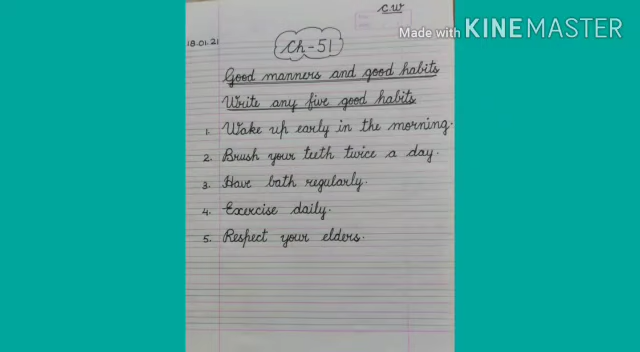 C.W
Made with KINEMASTER
18.01.21
Ch-51
Good manners and good habits
Write any five good habits.
1. Wake up early in the morning.
2. Brush your teeth twice a day.
3. Have bath regularly.
4. Exercise daily.
5. Respect your elders.